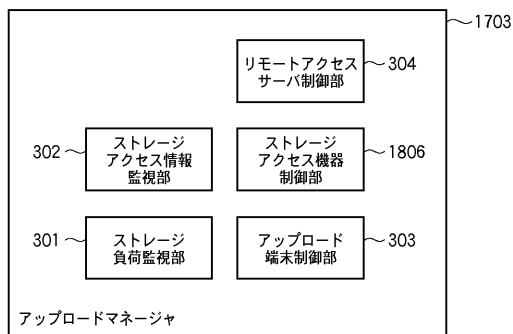 1703
リモートアクセス
サーバ制御部
304
302
ストレージ
アクセス情報
監視部
ストレージ
アクセス機器
制御部
1806
301
ストレージ
負荷監視部
アップロード
端末制御部
303
アップロードマネージャ